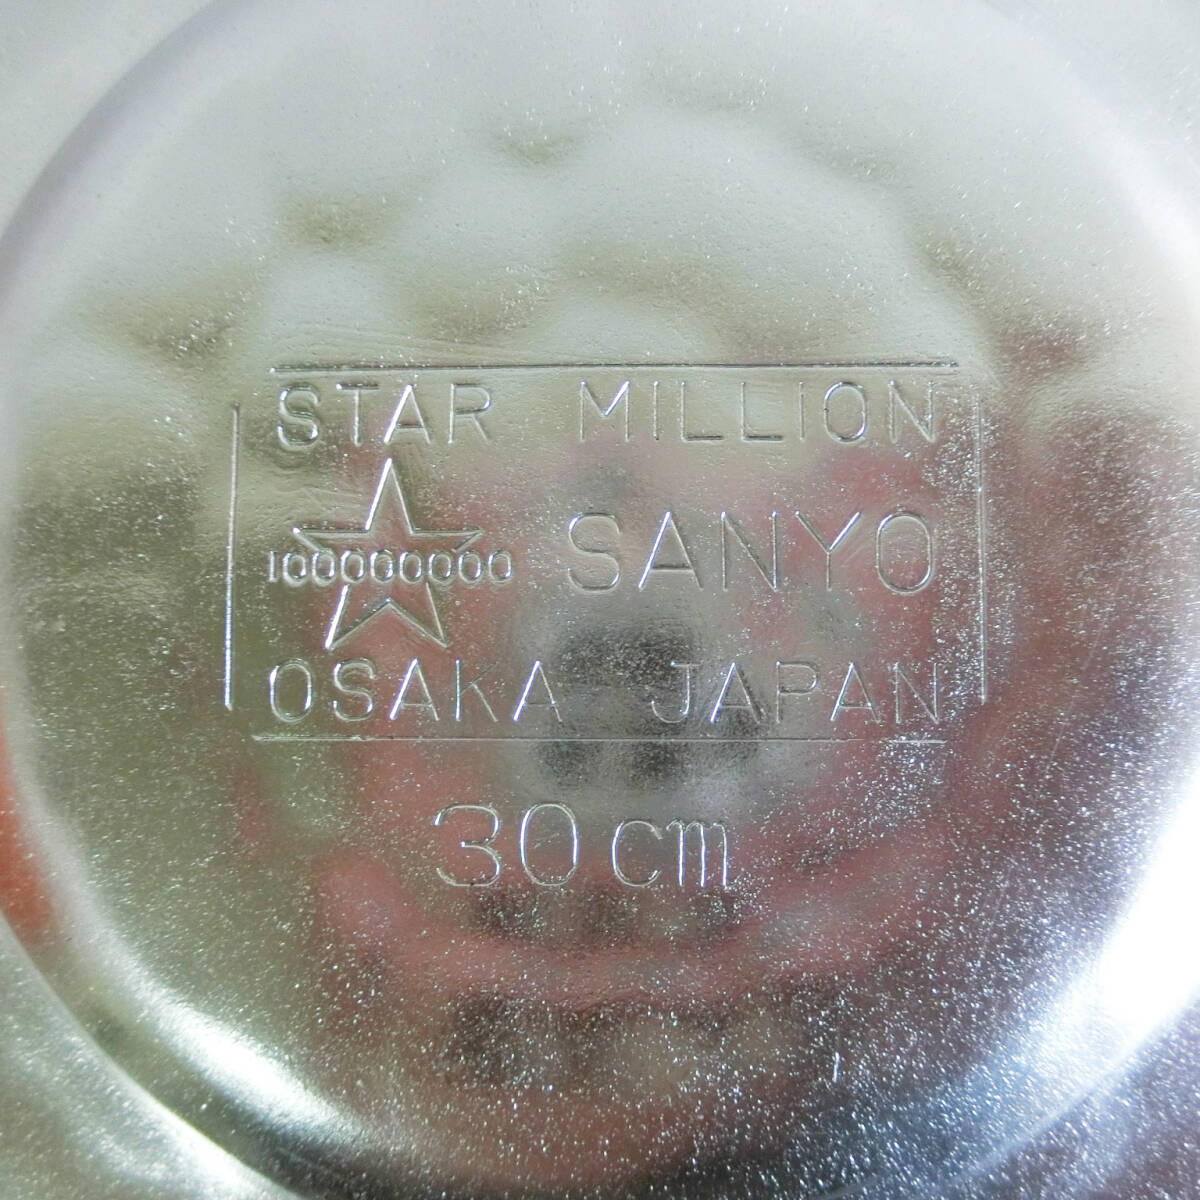 STAR MILLION
100000000 SANYO
OSAKA JAPAN
30cm